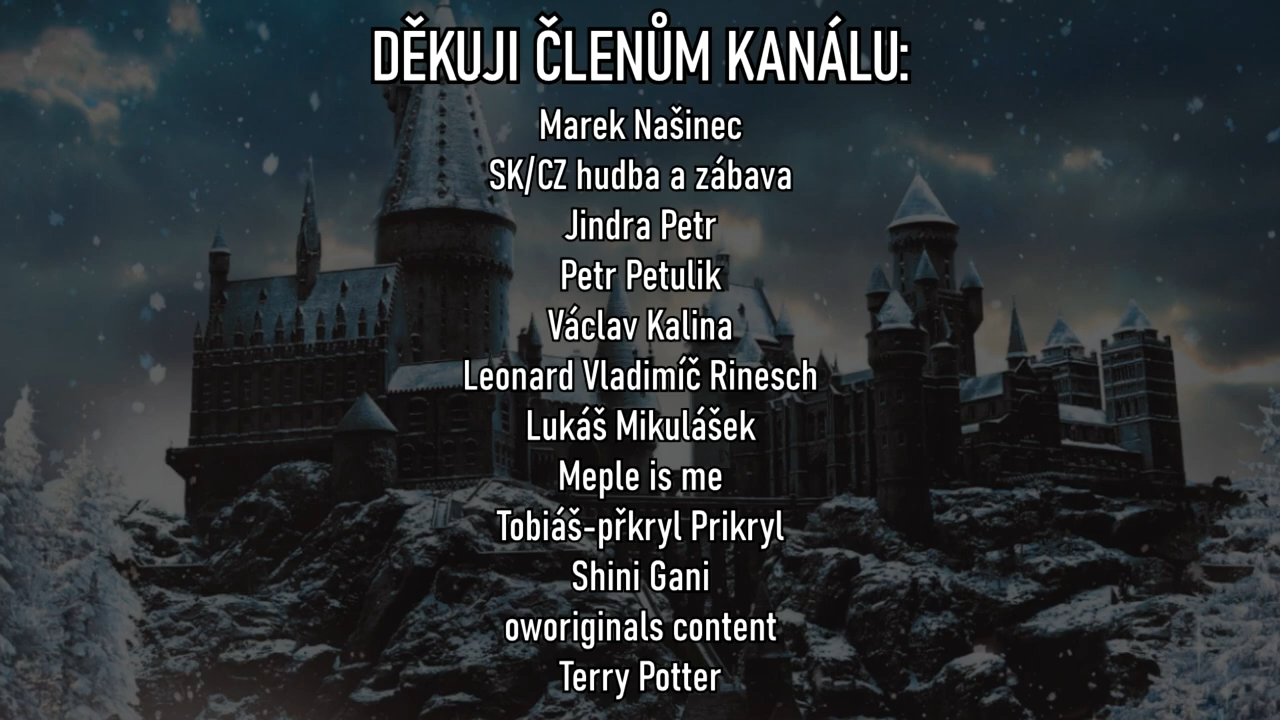 DĚKUJI ČLENŮM KANÁLU:
Marek Našinec
SK/CZ hudba a zábava
Jindra Petr
Petr Petulik
Václav Kalina
Leonard Vladimíč Rinesch
Lukáš Mikulášek
Meple is me
Tobiáš-přkryl Prikryl
Shini Gani
oworiginals content
Terry Potter